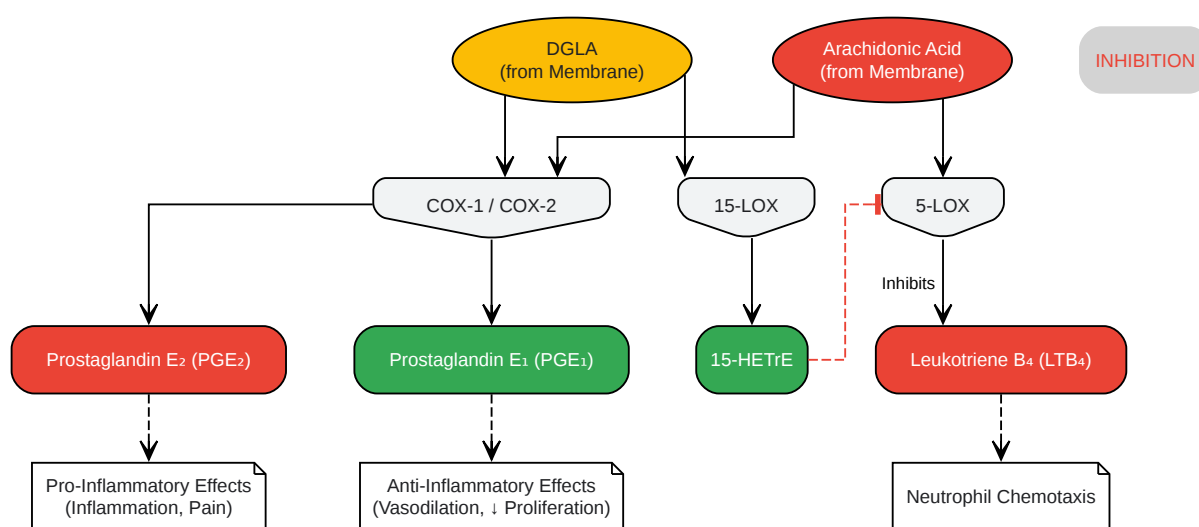 DGLA
(from Membrane)
Arachidonic Acid
(from Membrane)
INHIBITION
COX-1 / COX-2
15-LOX
5-LOX
Inhibits
Prostaglandin E₂ (PGE₂)
Prostaglandin E₁ (PGE₁)
15-HETrE
Leukotriene B₄ (LTB₄)
Pro-Inflammatory Effects
(Inflammation, Pain)
Anti-Inflammatory Effects
(Vasodilation, ↓ Proliferation)
Neutrophil Chemotaxis